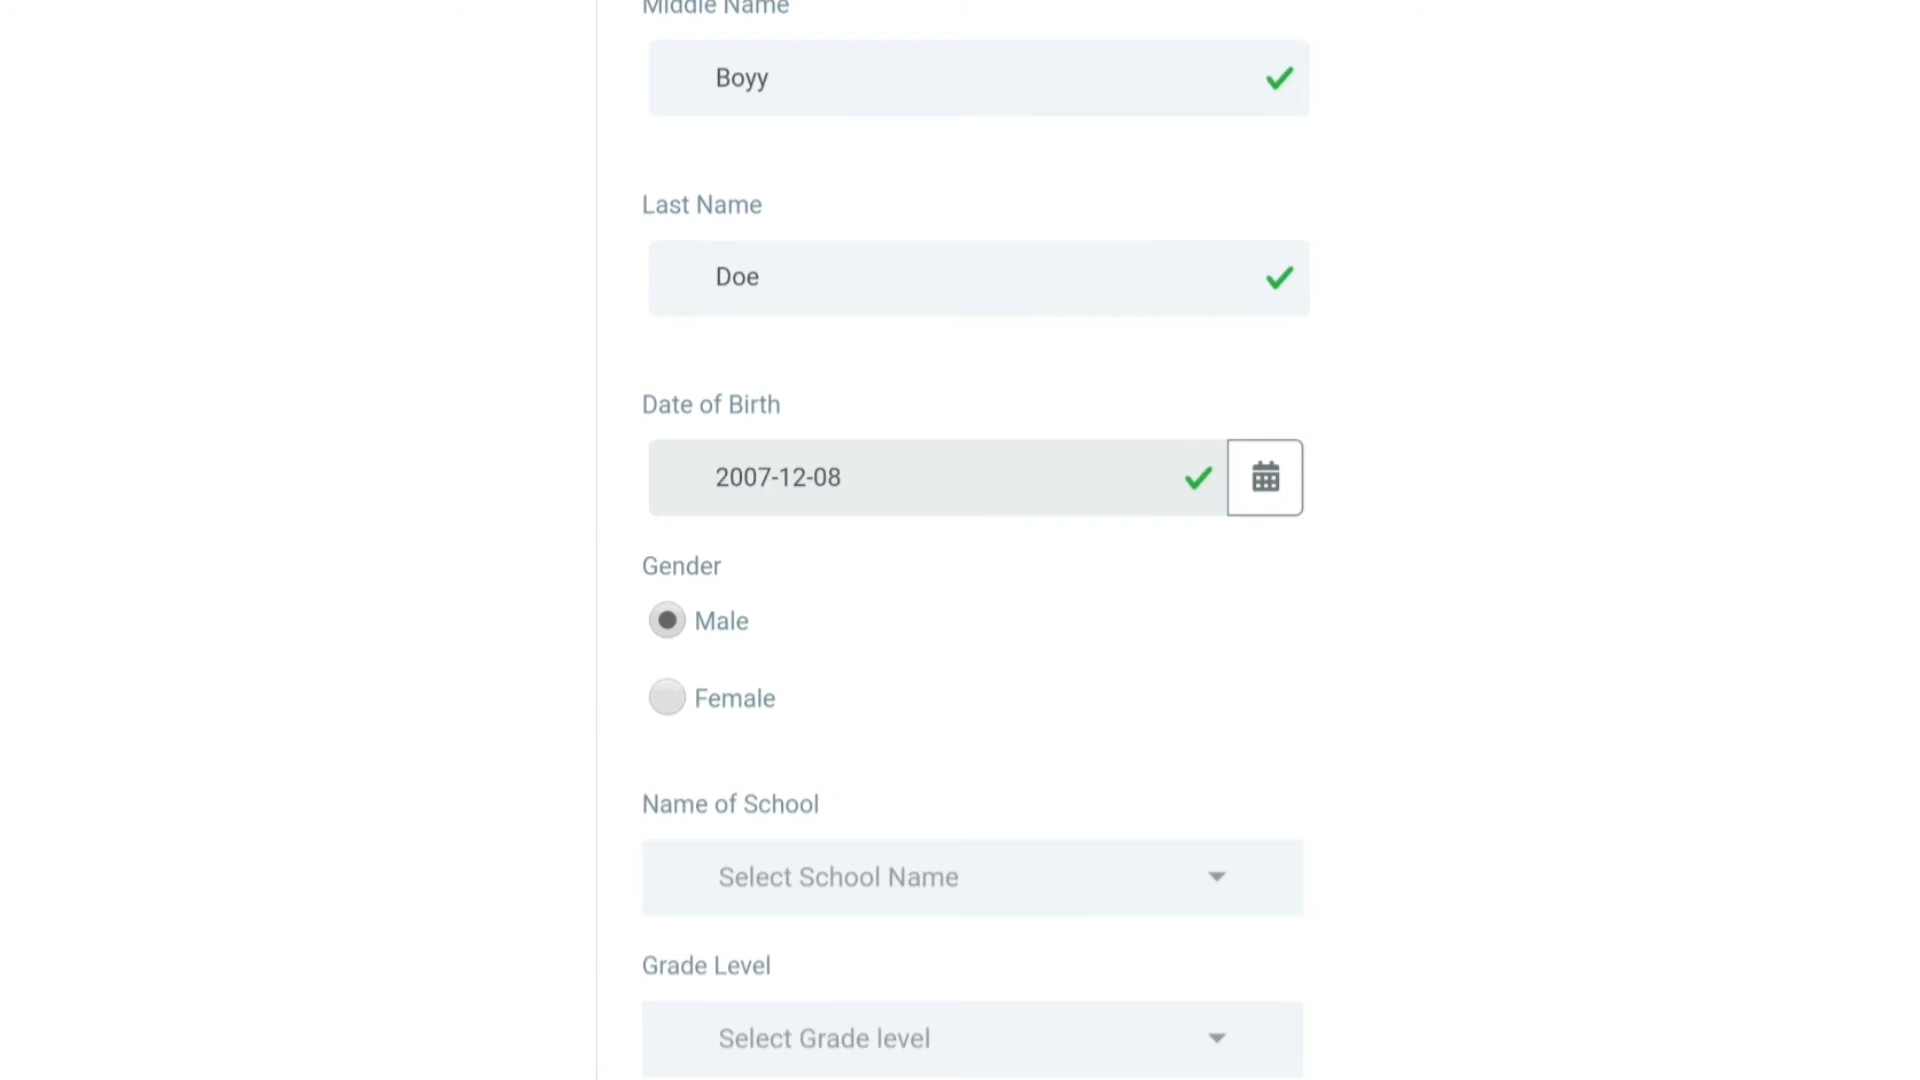 Middle Name
Boyy
Last Name
Doe
Date of Birth
2007-12-08
Gender
Male
Female
Name of School
Select School Name
Grade Level
Select Grade level